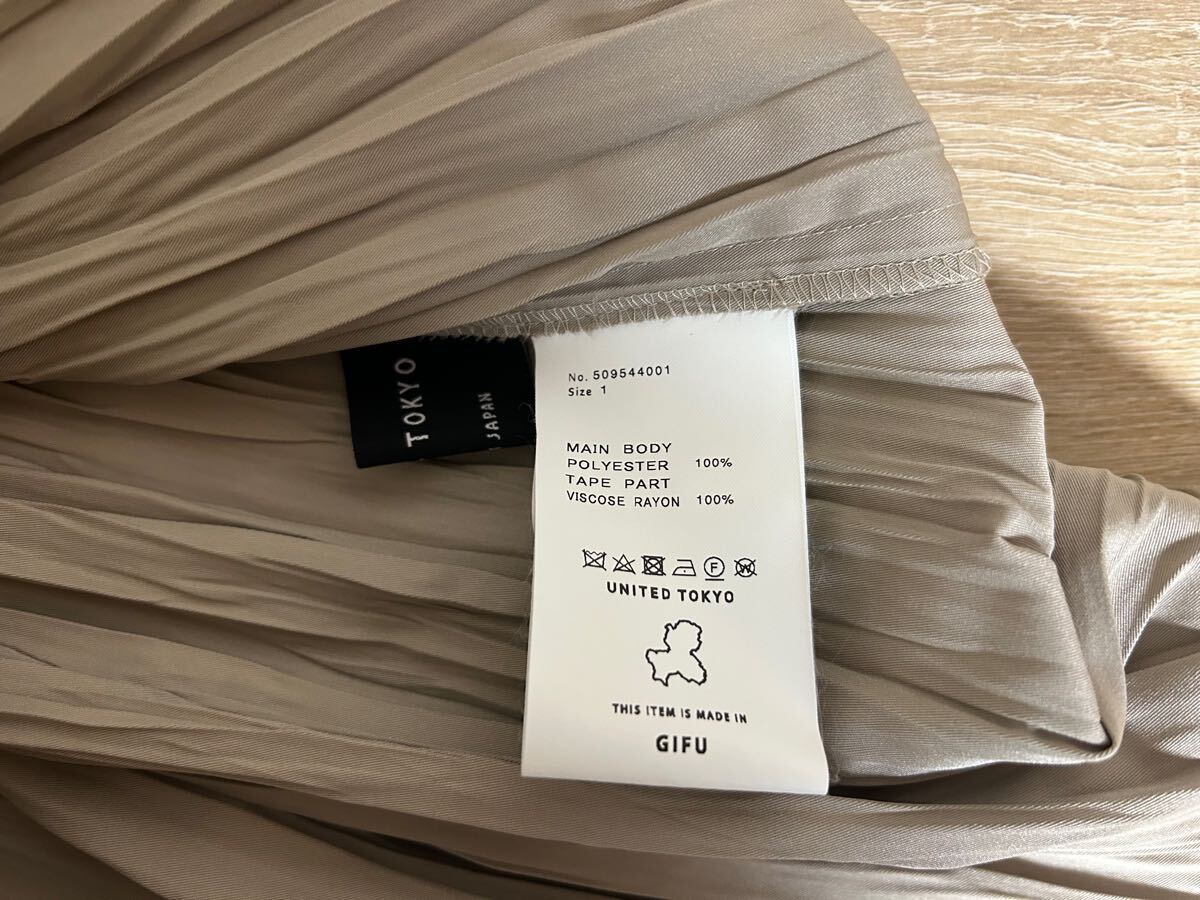 TOKYO
JAPAN
No. 509544001
Size 1
MAIN BODY
POLYESTER 100%
TAPE PART
VISCOSE RAYON 100%
F
W
UNITED TOKYO
THIS ITEM IS MADE IN
GIFU